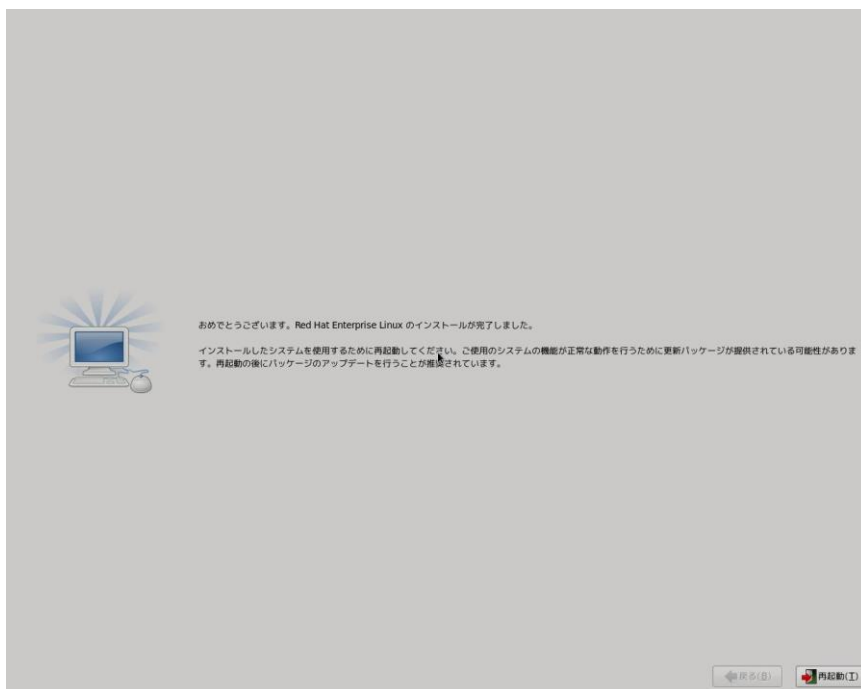 おめでとうございます。Red Hat Enterprise Linux のインストールが完了しました。
インストールしたシステムを使用するために再起動してください。ご使用のシステムの機能が正常な動作を行うために更新パッケージが提供されている可能性がありま
す。再起動の後にパッケージのアップデートを行うことが推奨されています。
戻る(B) 再起動(T)